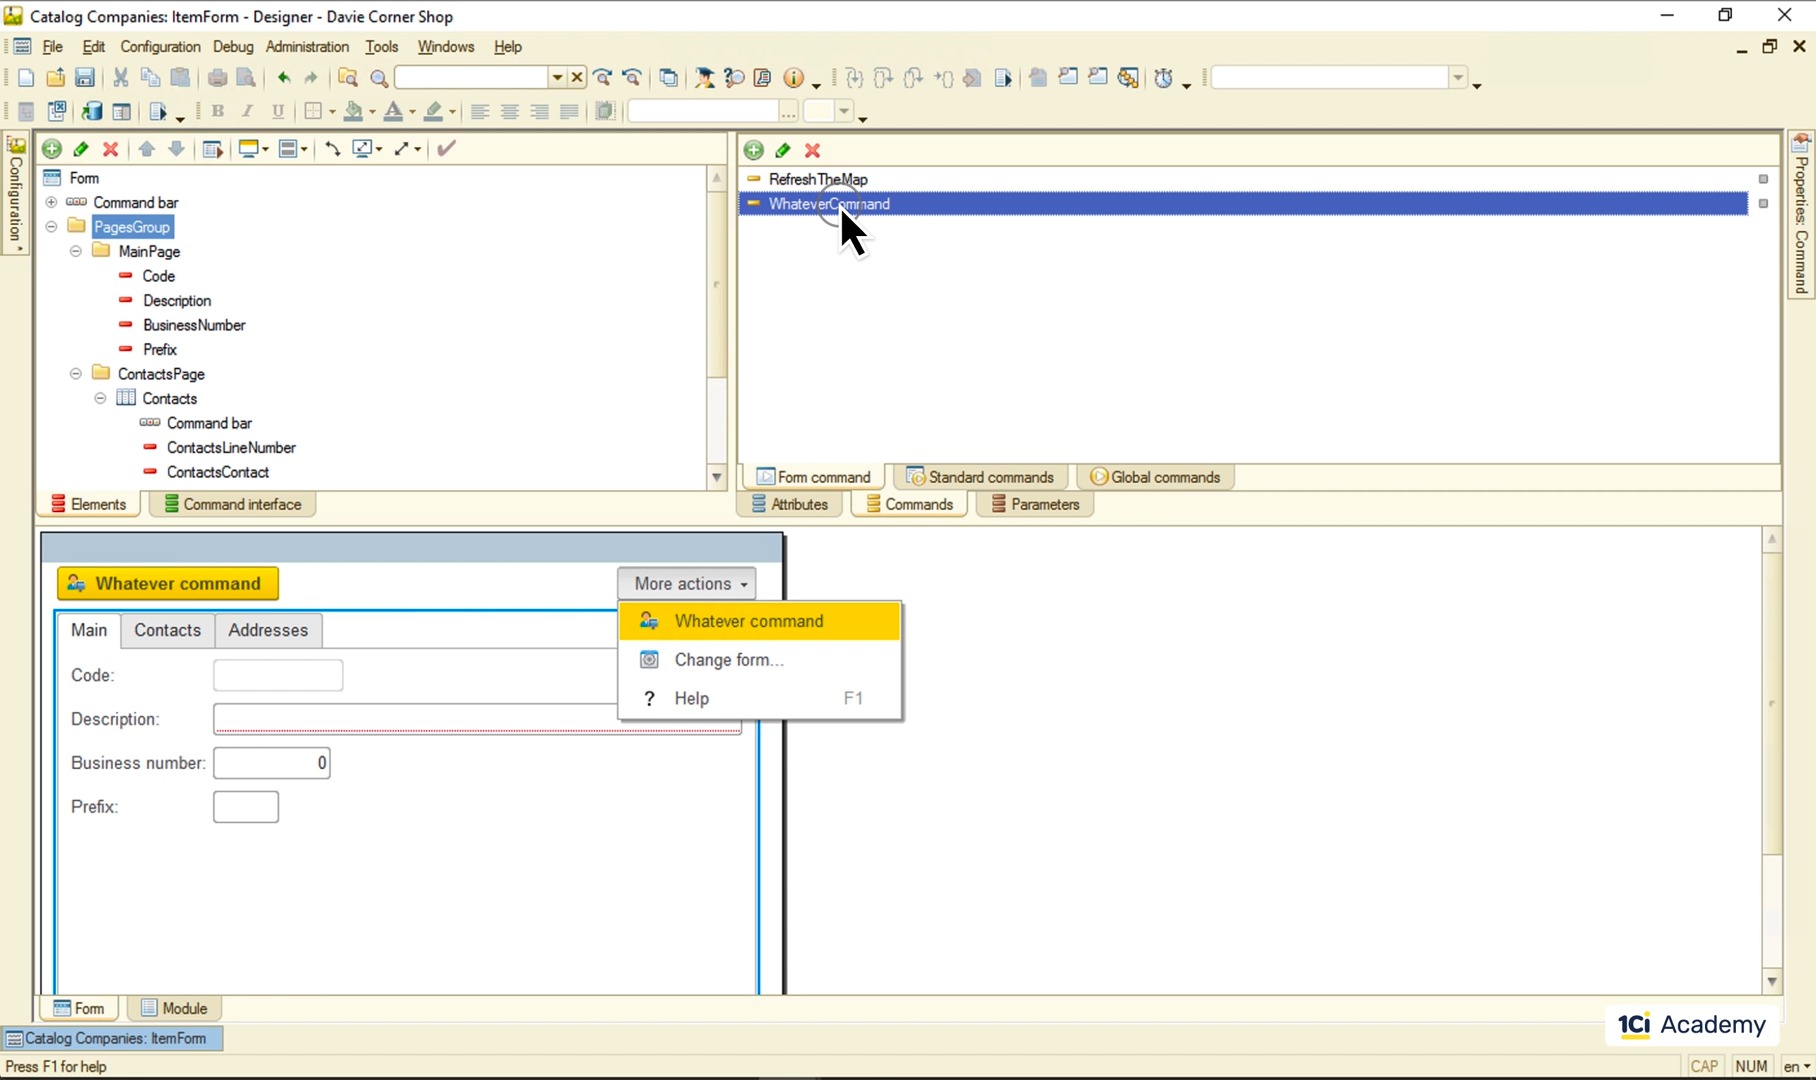 Catalog Companies: ItemForm - Designer - Davie Corner Shop
File Edit Configuration Debug Administration Tools Windows Help
B I U
Configuration
Form
Command bar
PagesGroup
MainPage
Code
Description
BusinessNumber
Prefix
ContactsPage
Contacts
Command bar
ContactsLineNumber
ContactsContact
Elements Command interface
RefreshTheMap
WhateverCommand
Form command Standard commands Global commands
Attributes Commands Parameters
Properties: Command
Whatever command More actions
Whatever command
Change form...
? Help F1
Main Contacts Addresses
Code:
Description:
Business number: 0
Prefix:
Form Module
1Ci Academy
Catalog Companies: ItemForm
Press F1 for help CAP NUM en